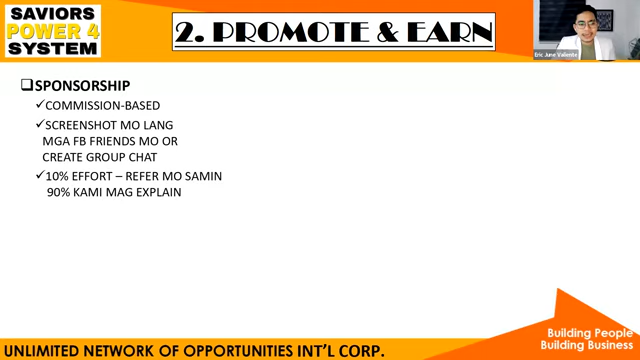 SAVIORS
POWER 4
SYSTEM
2. PROMOTE & EARN
Eric June Valiente
SPONSORSHIP
COMMISSION-BASED
SCREENSHOT MO LANG
MGA FB FRIENDS MO OR
CREATE GROUP CHAT
10% EFFORT – REFER MO SAMIN
90% KAMI MAG EXPLAIN
Building People
Building Business
UNLIMITED NETWORK OF OPPORTUNITIES INT'L CORP.